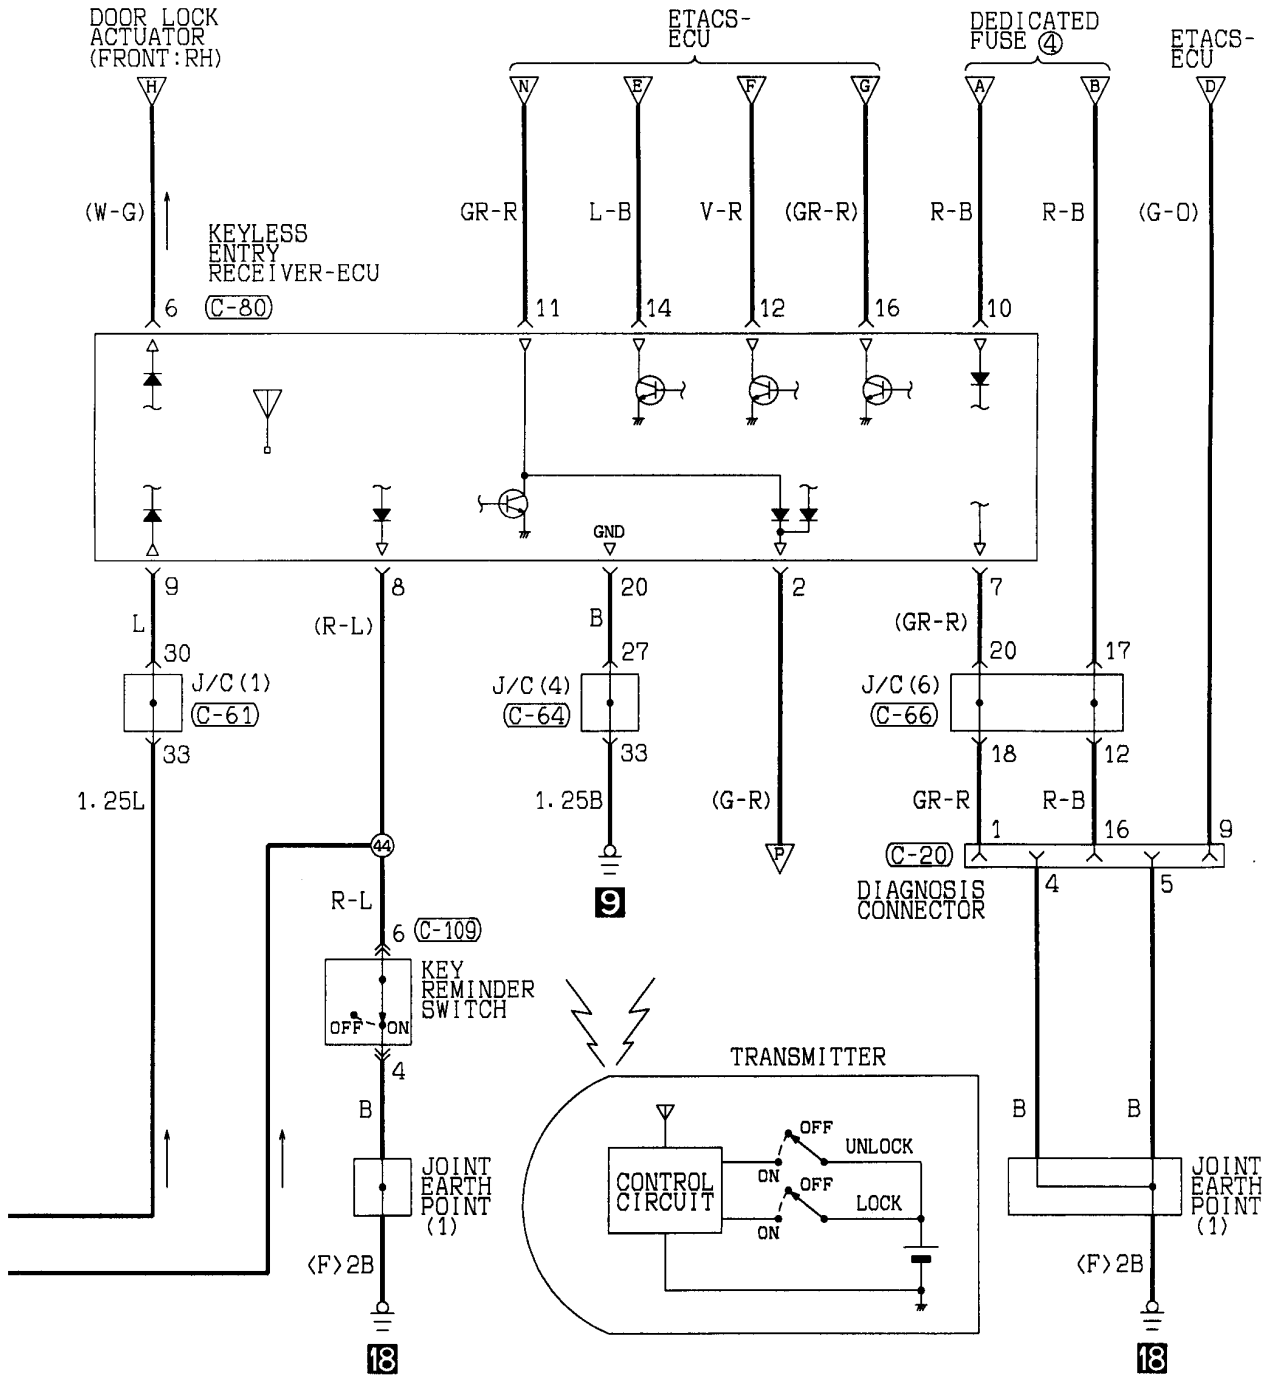 DOOR LOCK
ACTUATOR
(FRONT:RH)
ETACS-
ECU
DEDICATED
FUSE ④
ETACS-
ECU
H
N
E
F
G
A
B
D
(W-G)
GR-R
L-B
V-R
(GR-R)
R-B
R-B
(G-O)
KEYLESS
ENTRY
RECEIVER-ECU
6
C-80
11
14
12
16
10
GND
9
8
20
2
7
L
(R-L)
B
(GR-R)
30
27
20
17
J/C(1)
C-61
J/C(4)
C-64
J/C(6)
C-66
33
33
18
12
1.25L
1.25B
(G-R)
GR-R
R-B
1
16
9
44
P
C-20
4
5
DIAGNOSIS
CONNECTOR
9
R-L
6
C-109
KEY
REMINDER
SWITCH
OFF
ON
4
TRANSMITTER
B
B
B
OFF
UNLOCK
ON
CONTROL
CIRCUIT
OFF
LOCK
ON
JOINT
EARTH
POINT
(1)
JOINT
EARTH
POINT
(1)
〈F〉2B
〈F〉2B
18
18